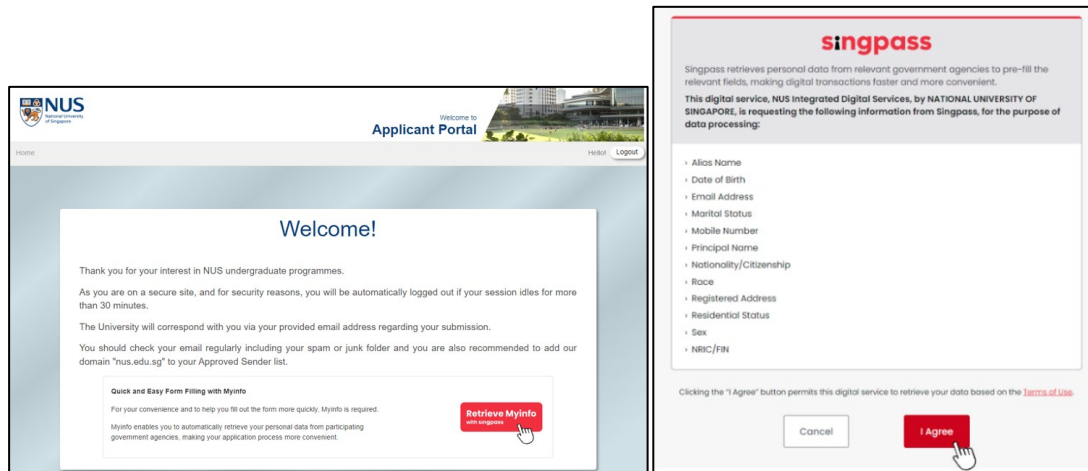 NUS
National University
of Singapore
Welcome to
Applicant Portal
Home
Hello! Logout
Welcome!
Thank you for your interest in NUS undergraduate programmes.
As you are on a secure site, and for security reasons, you will be automatically logged out if your session idles for more
than 30 minutes.
The University will correspond with you via your provided email address regarding your submission.
You should check your email regularly including your spam or junk folder and you are also recommended to add our
domain "nus.edu.sg" to your Approved Sender list.
Quick and Easy Form Filling with Myinfo
For your convenience and to help you fill out the form more quickly, Myinfo is required.
Myinfo enables you to automatically retrieve your personal data from participating
government agencies, making your application process more convenient.
Retrieve Myinfo
with singpass
singpass
Singpass retrieves personal data from relevant government agencies to pre-fill the
relevant fields, making digital transactions faster and more convenient.
This digital service, NUS Integrated Digital Services, by NATIONAL UNIVERSITY OF
SINGAPORE, is requesting the following information from Singpass, for the purpose of
data processing:
› Alias Name
› Date of Birth
› Email Address
› Marital Status
› Mobile Number
› Principal Name
› Nationality/Citizenship
› Race
› Registered Address
› Residential Status
› Sex
› NRIC/FIN
Clicking the "I Agree" button permits this digital service to retrieve your data based on the Terms of Use.
Cancel
I Agree